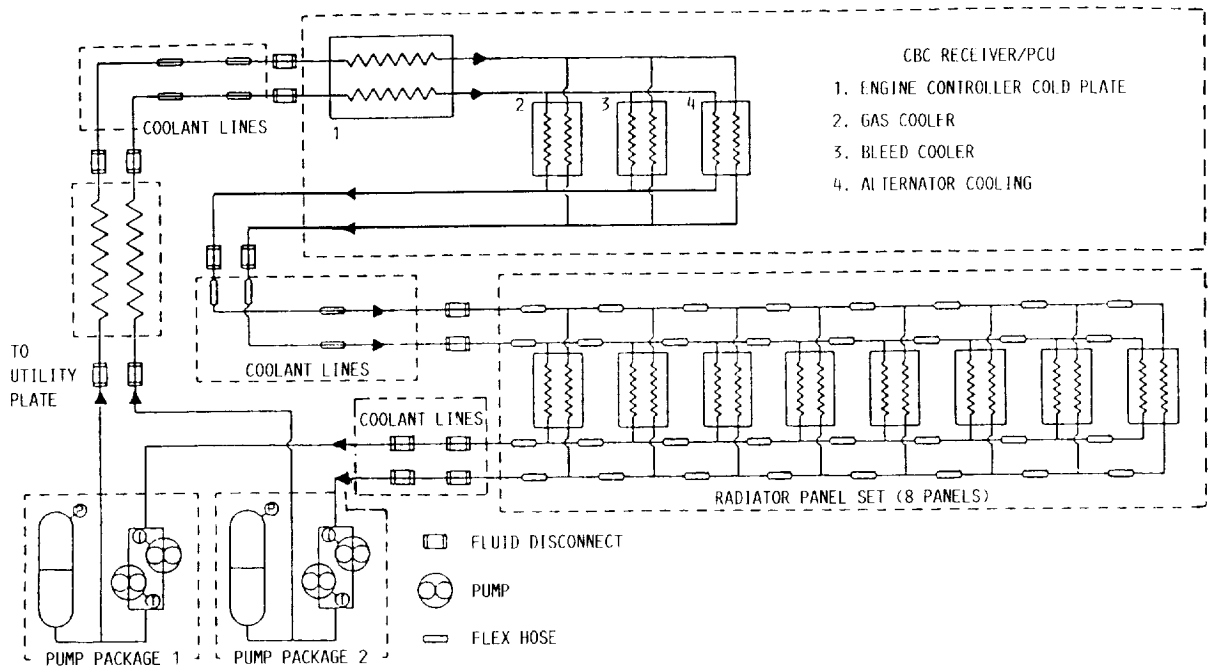 CBC RECEIVER/PCU
1. ENGINE CONTROLLER COLD PLATE
2. GAS COOLER
3. BLEED COOLER
4. ALTERNATOR COOLING
COOLANT LINES
1
2
3
4
TO
UTILITY
PLATE
COOLANT LINES
COOLANT LINES
RADIATOR PANEL SET (8 PANELS)
P
P
FLUID DISCONNECT
PUMP
FLEX HOSE
PUMP PACKAGE 1
PUMP PACKAGE 2